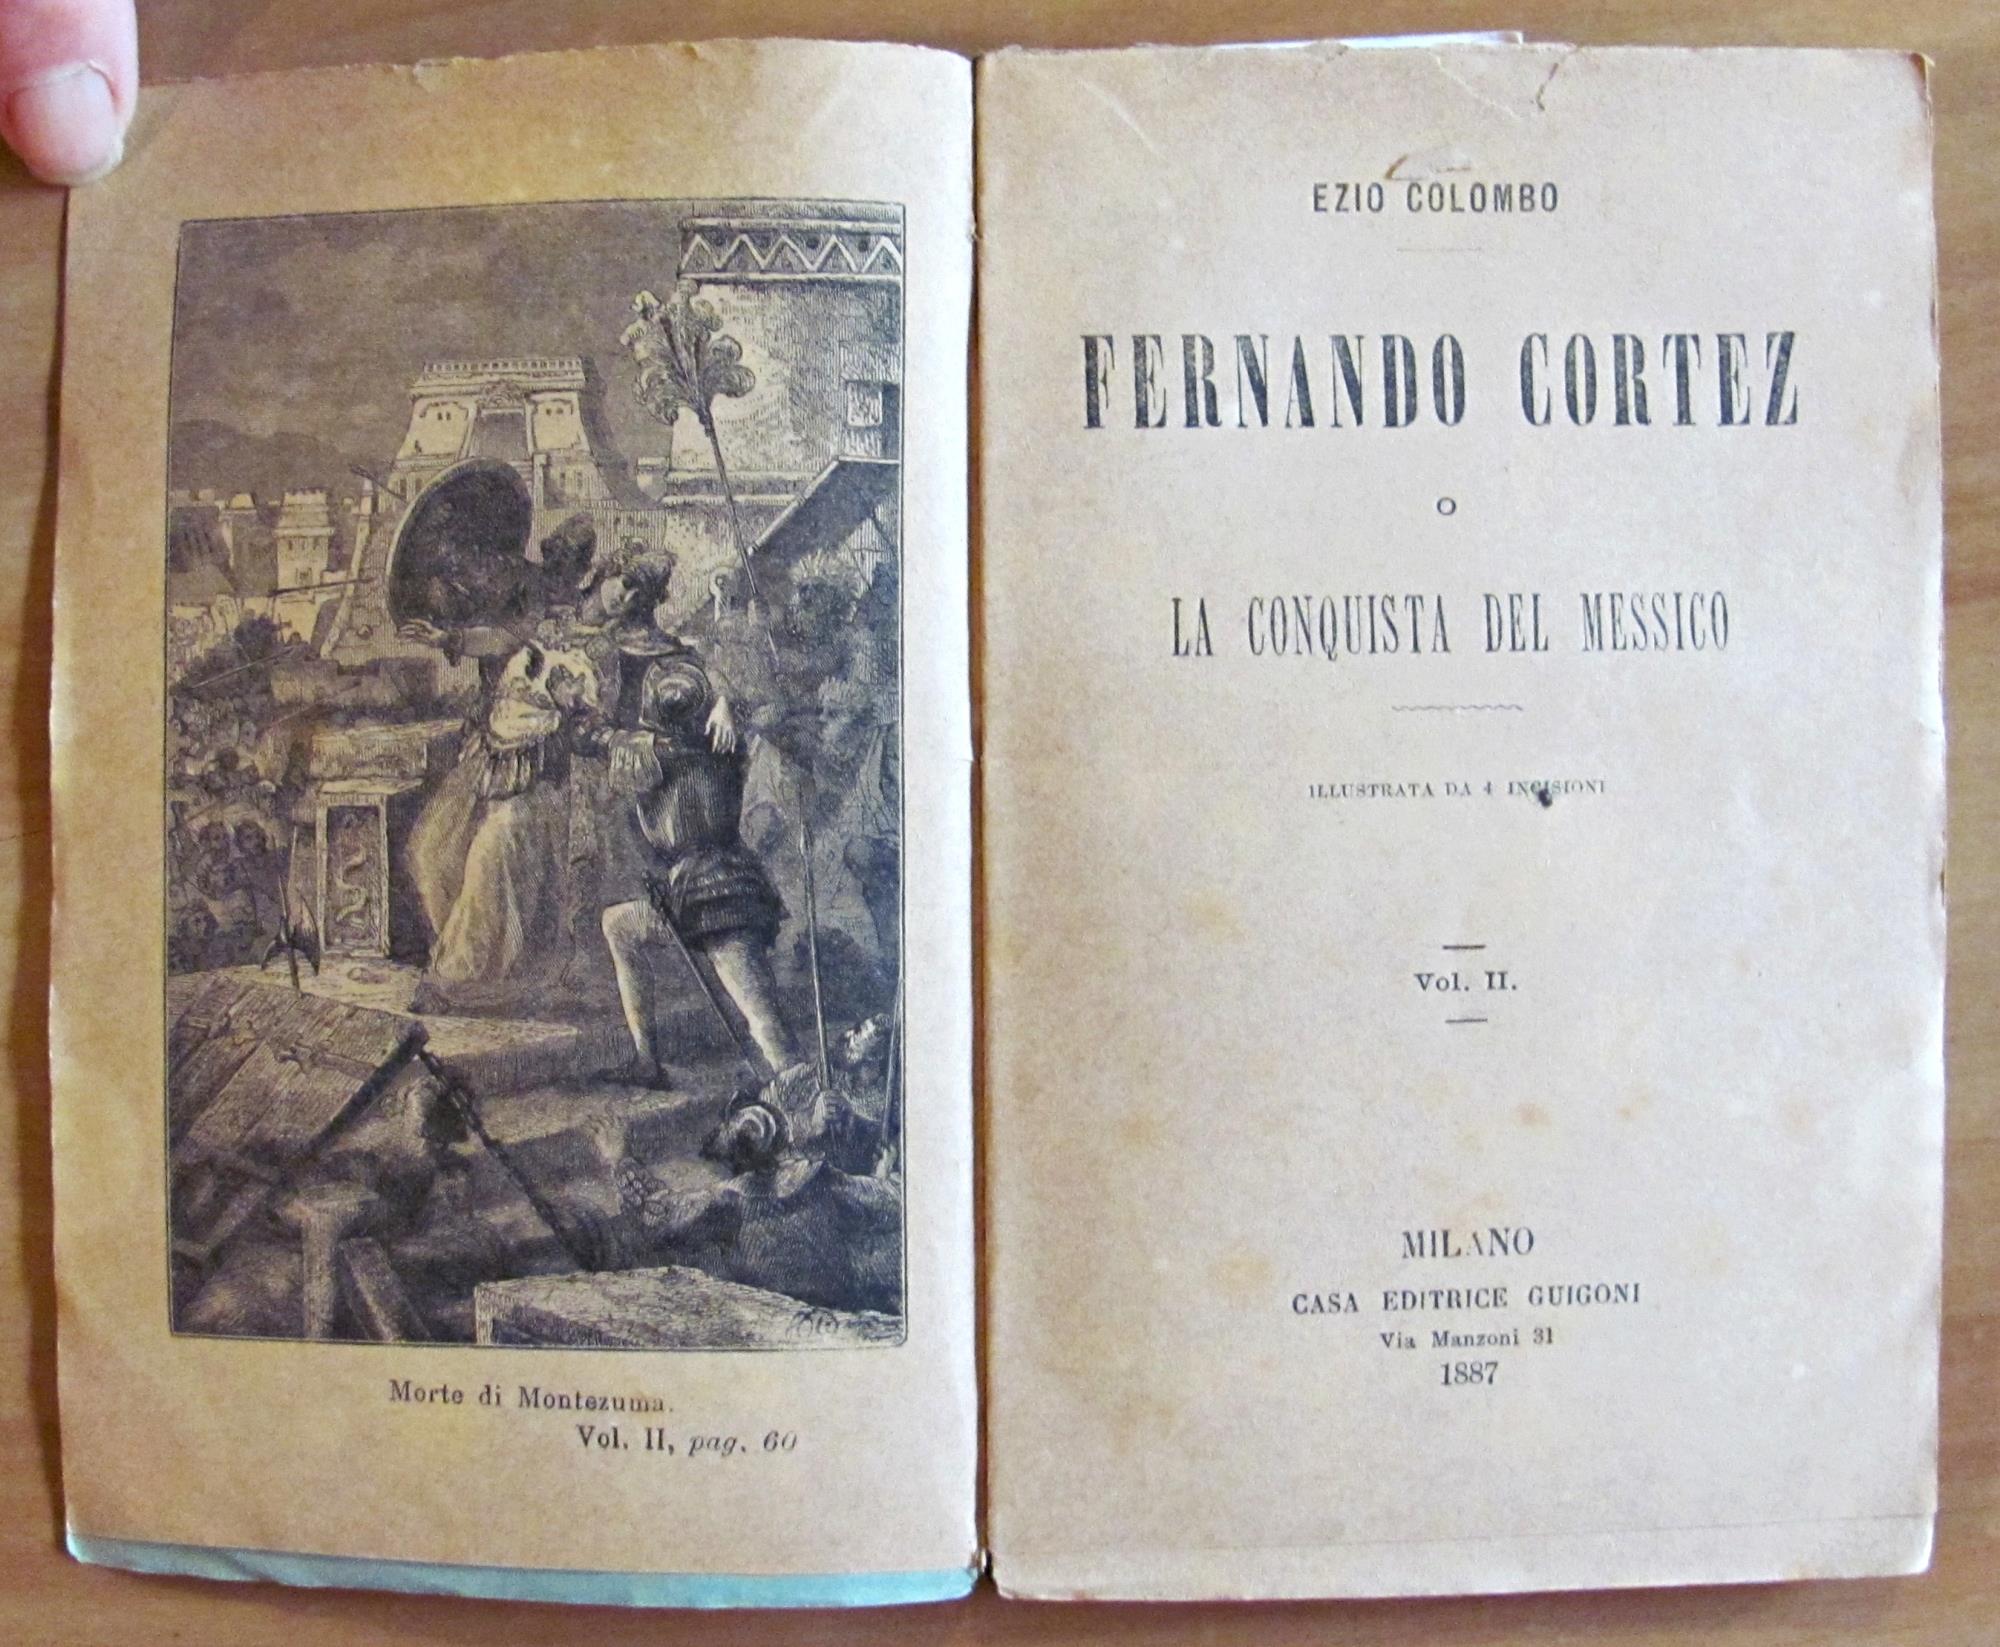 Morte di Montezuma.
Vol. II, pag. 60
EZIO COLOMBO
FERNANDO CORTEZ
O
LA CONQUISTA DEL MESSICO
ILLUSTRATA DA 4 INCISIONI
Vol. II.
MILANO
CASA EDITRICE GUIGONI
Via Manzoni 31
1887